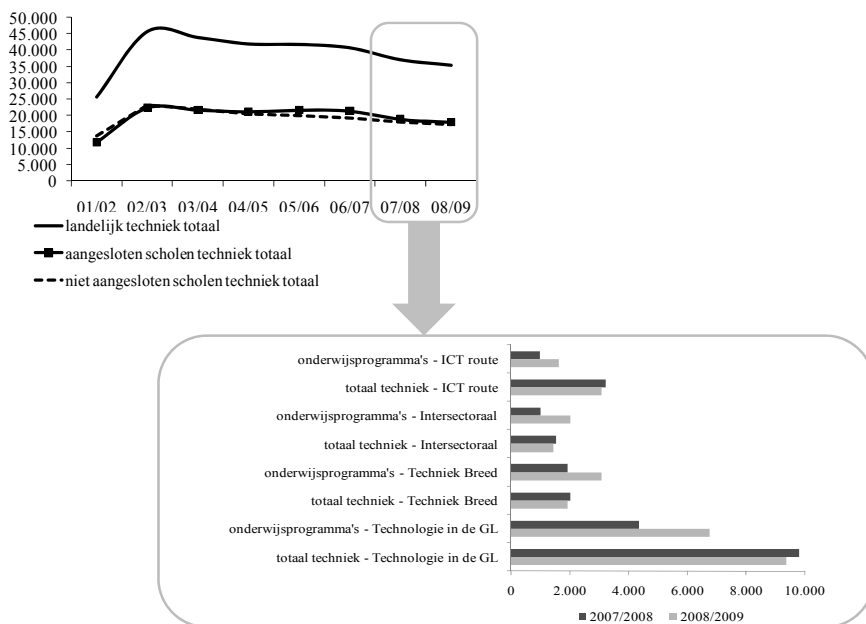 50.000
45.000
40.000
35.000
30.000
25.000
20.000
15.000
10.000
5.000
0
01/02 02/03 03/04 04/05 05/06 06/07 07/08 08/09
landelijk techniek totaal
aangesloten scholen techniek totaal
niet aangesloten scholen techniek totaal
onderwijsprogramma's - ICT route
totaal techniek - ICT route
onderwijsprogramma's - Intersectoraal
totaal techniek - Intersectoraal
onderwijsprogramma's - Techniek Breed
totaal techniek - Techniek Breed
onderwijsprogramma's - Technologie in de GL
totaal techniek - Technologie in de GL
0 2.000 4.000 6.000 8.000 10.000
2007/2008 2008/2009